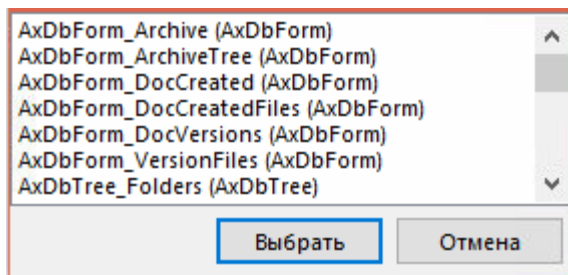 AxDbForm_Archive (AxDbForm)
AxDbForm_ArchiveTree (AxDbForm)
AxDbForm_DocCreated (AxDbForm)
AxDbForm_DocCreatedFiles (AxDbForm)
AxDbForm_DocVersions (AxDbForm)
AxDbForm_VersionFiles (AxDbForm)
AxDbTree_Folders (AxDbTree)
Выбрать Отмена